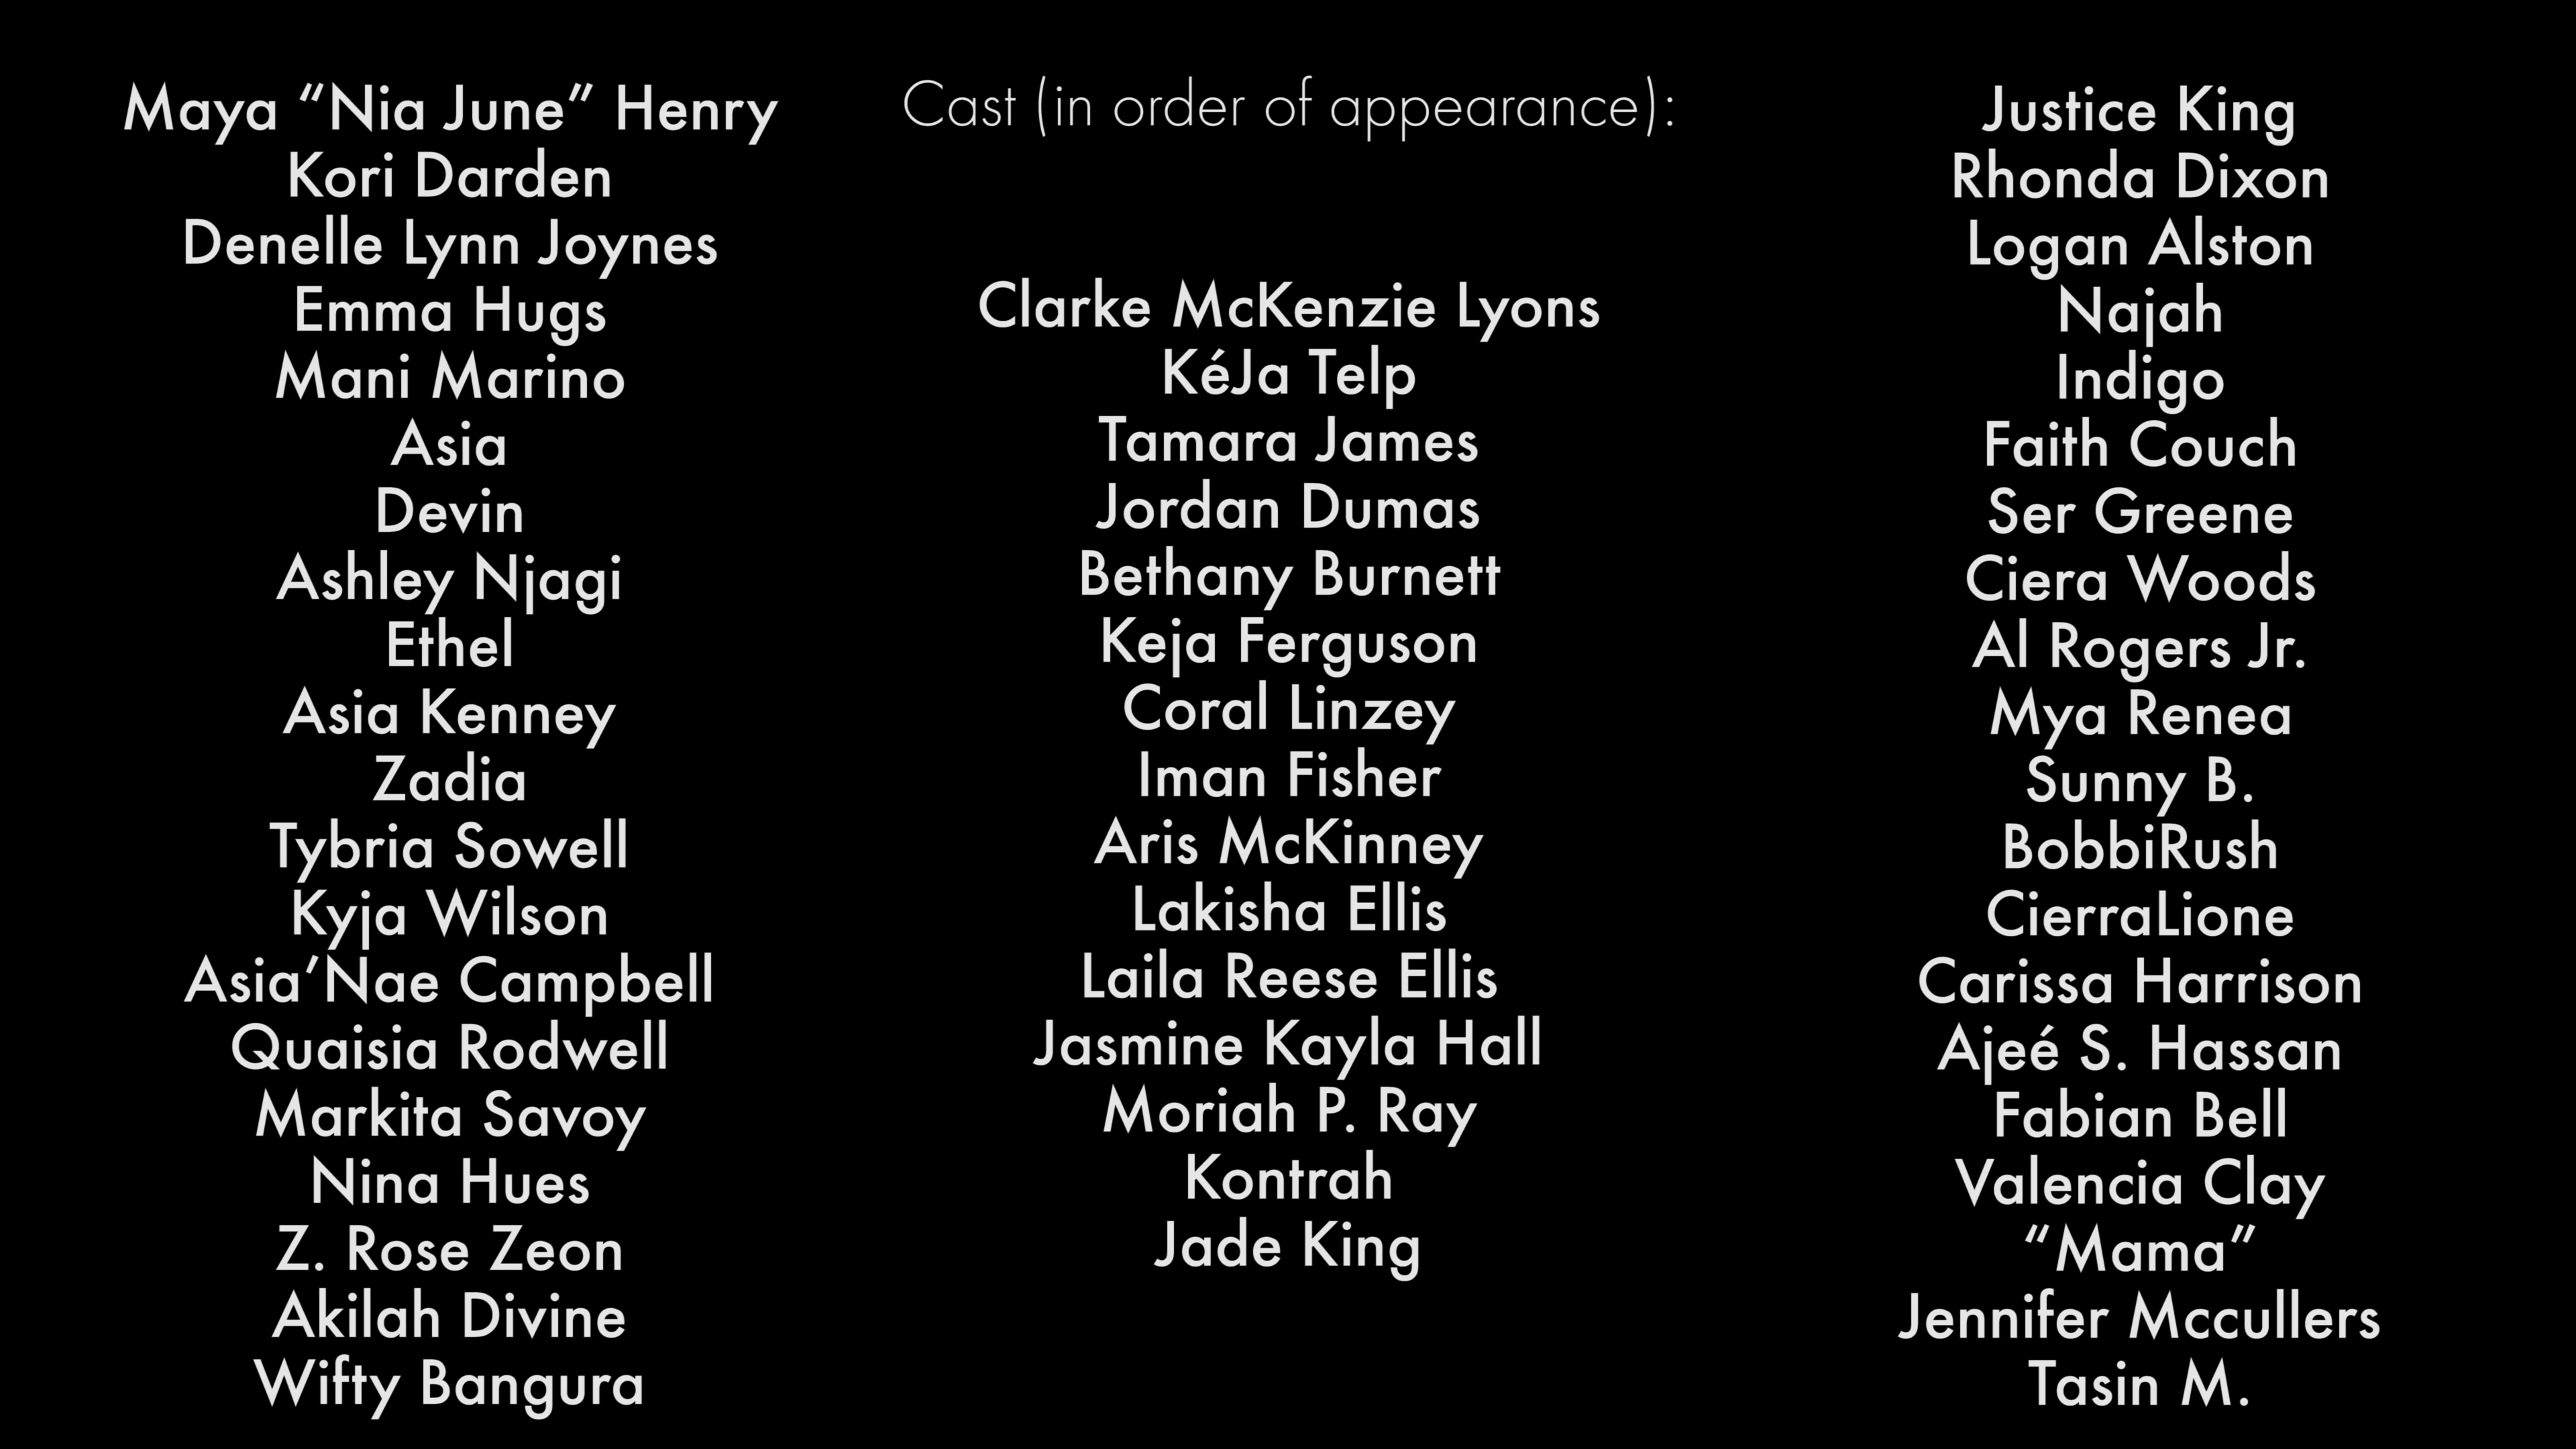 Maya “Nia June” Henry
Kori Darden
Denelle Lynn Joynes
Emma Hugs
Mani Marino
Asia
Devin
Ashley Njagi
Ethel
Asia Kenney
Zadia
Tybria Sowell
Kyja Wilson
Asia’Nae Campbell
Quaisia Rodwell
Markita Savoy
Nina Hues
Z. Rose Zeon
Akilah Divine
Wifty Bangura
Cast (in order of appearance):
Clarke McKenzie Lyons
KéJa Telp
Tamara James
Jordan Dumas
Bethany Burnett
Keja Ferguson
Coral Linzey
Iman Fisher
Aris McKinney
Lakisha Ellis
Laila Reese Ellis
Jasmine Kayla Hall
Moriah P. Ray
Kontrah
Jade King
Justice King
Rhonda Dixon
Logan Alston
Najah
Indigo
Faith Couch
Ser Greene
Ciera Woods
Al Rogers Jr.
Mya Renea
Sunny B.
BobbiRush
CierraLione
Carissa Harrison
Ajeé S. Hassan
Fabian Bell
Valencia Clay
“Mama”
Jennifer Mccullers
Tasin M.